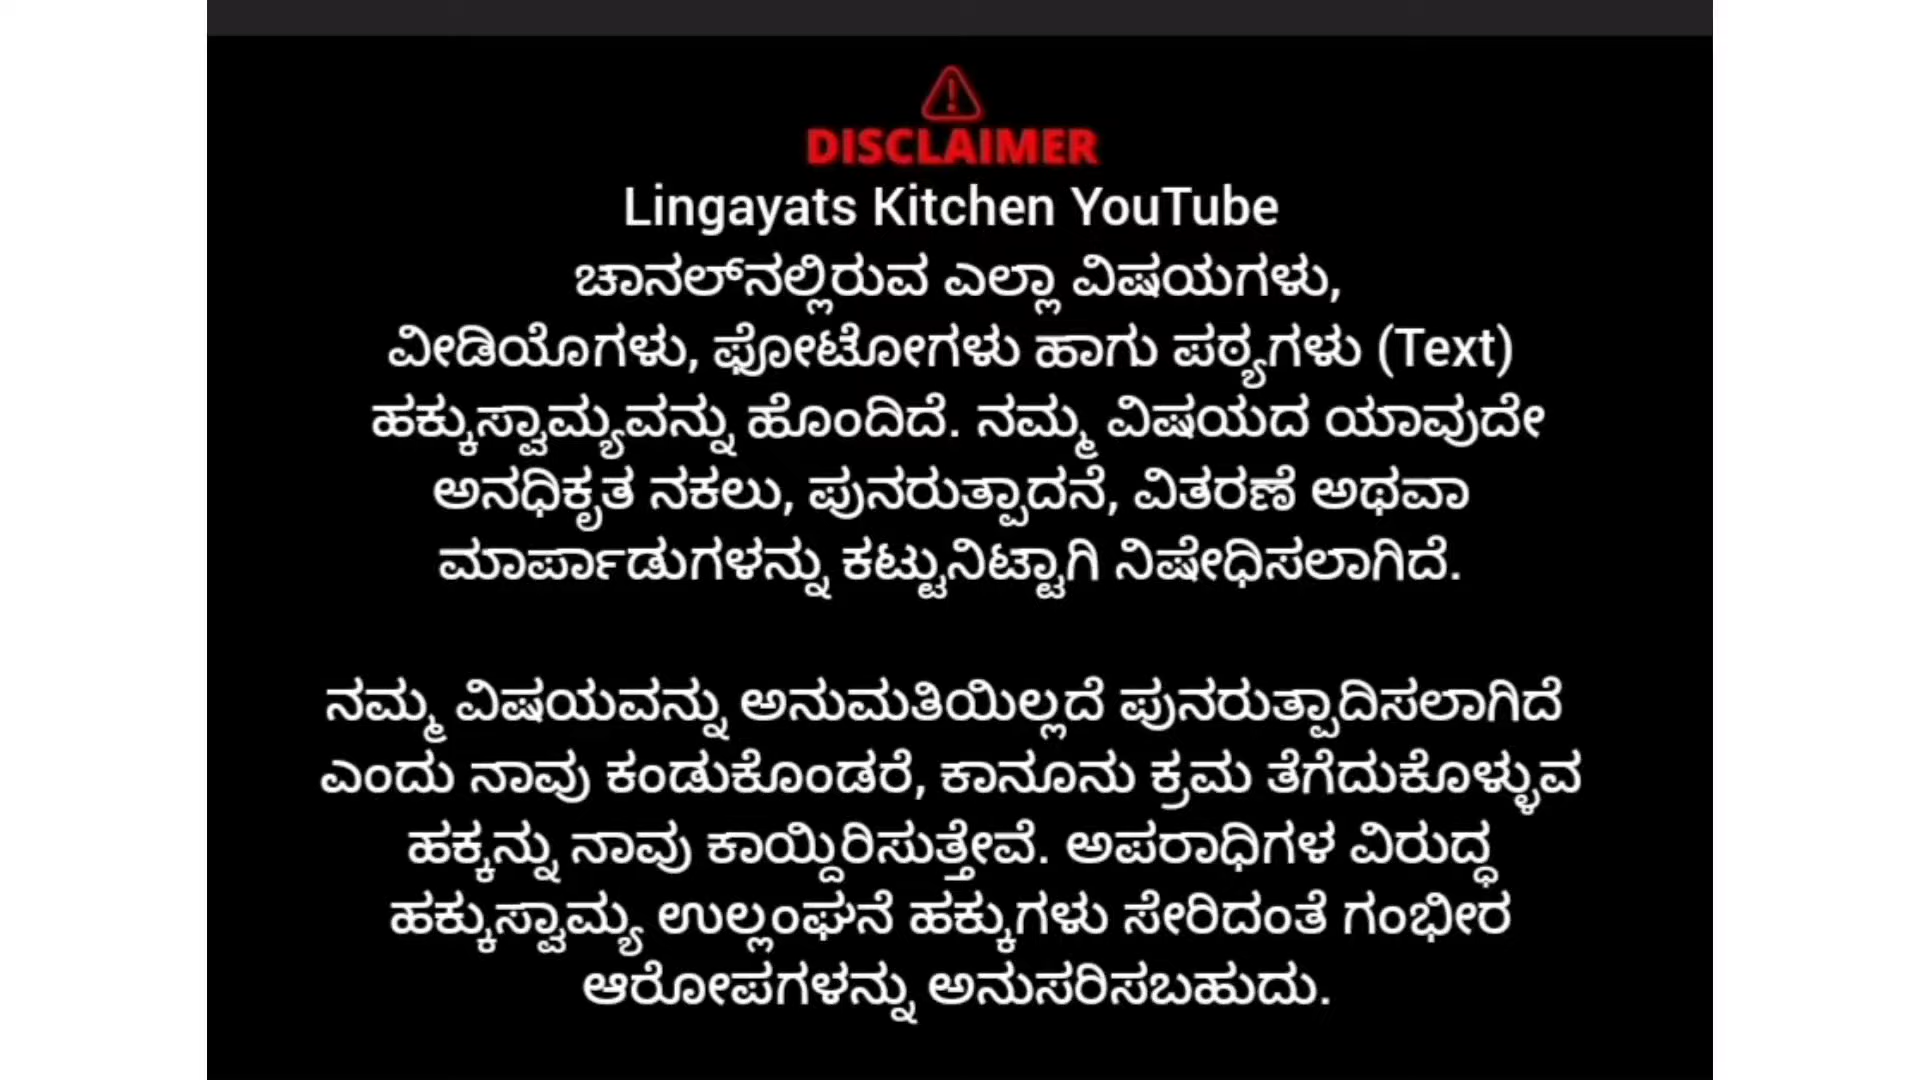 DISCLAIMER
Lingayats Kitchen YouTube
ಚಾನಲ್‌ನಲ್ಲಿರುವ ಎಲ್ಲಾ ವಿಷಯಗಳು,
ವೀಡಿಯೊಗಳು, ಫೋಟೋಗಳು ಹಾಗು ಪಠ್ಯಗಳು (Text)
ಹಕ್ಕುಸ್ವಾಮ್ಯವನ್ನು ಹೊಂದಿದೆ. ನಮ್ಮ ವಿಷಯದ ಯಾವುದೇ
ಅನಧಿಕೃತ ನಕಲು, ಪುನರುತ್ಪಾದನೆ, ವಿತರಣೆ ಅಥವಾ
ಮಾರ್ಪಾಡುಗಳನ್ನು ಕಟ್ಟುನಿಟ್ಟಾಗಿ ನಿಷೇಧಿಸಲಾಗಿದೆ.
ನಮ್ಮ ವಿಷಯವನ್ನು ಅನುಮತಿಯಿಲ್ಲದೆ ಪುನರುತ್ಪಾದಿಸಲಾಗಿದೆ
ಎಂದು ನಾವು ಕಂಡುಕೊಂಡರೆ, ಕಾನೂನು ಕ್ರಮ ತೆಗೆದುಕೊಳ್ಳುವ
ಹಕ್ಕನ್ನು ನಾವು ಕಾಯ್ದಿರಿಸುತ್ತೇವೆ. ಅಪರಾಧಿಗಳ ವಿರುದ್ಧ
ಹಕ್ಕುಸ್ವಾಮ್ಯ ಉಲ್ಲಂಘನೆ ಹಕ್ಕುಗಳು ಸೇರಿದಂತೆ ಗಂಭೀರ
ಆರೋಪಗಳನ್ನು ಅನುಸರಿಸಬಹುದು.